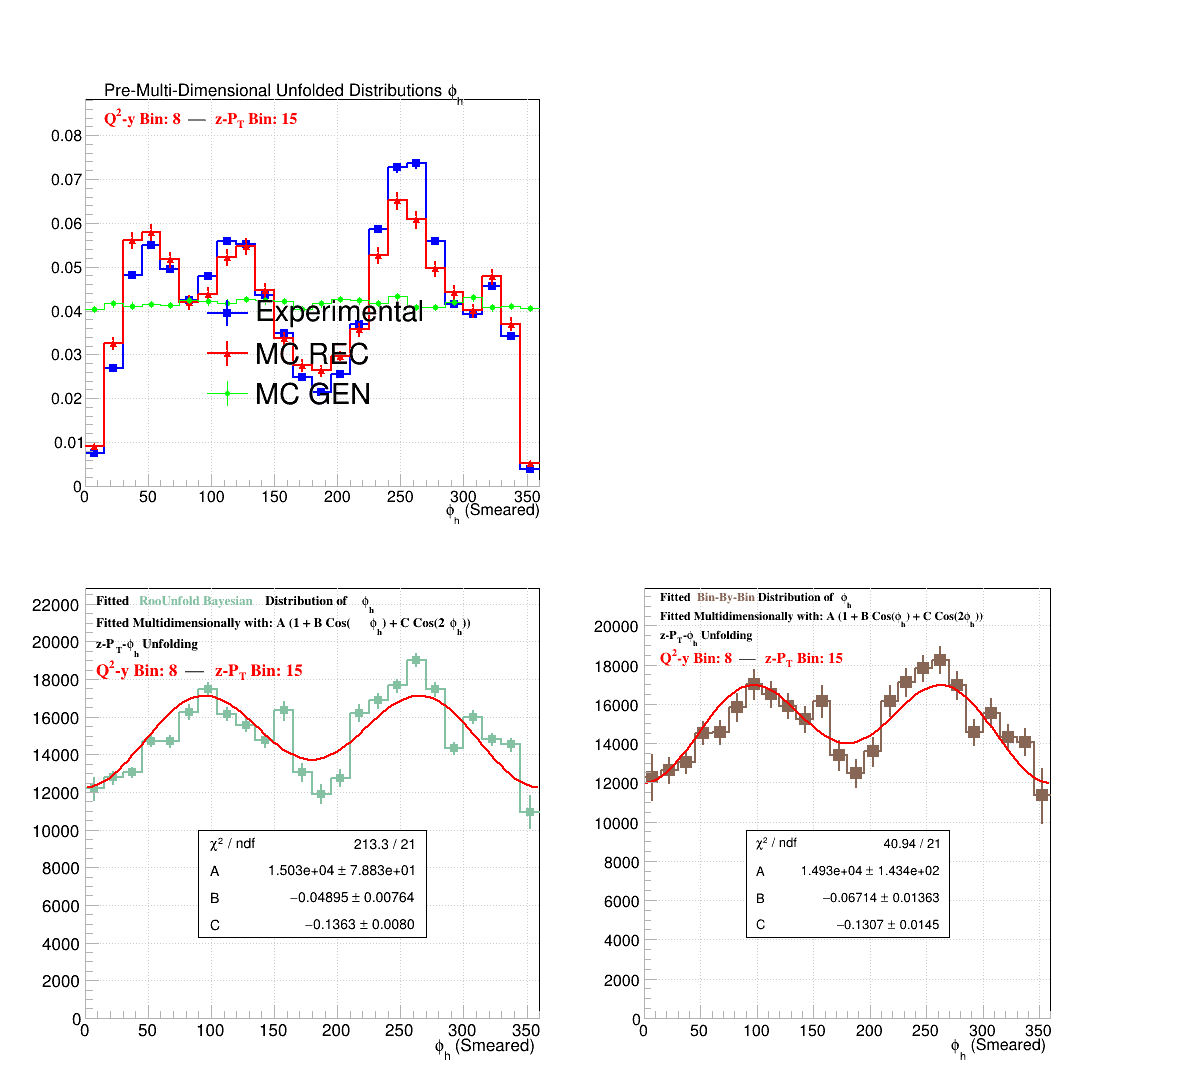 Pre-Multi-Dimensional Unfolded Distributions ϕh
Q2-y Bin: 8 — z-PT Bin: 15
0.08
0.07
0.06
0.05
0.04
0.03
0.02
0.01
0
Experimental
MC REC
MC GEN
0 50 100 150 200 250 300 350
ϕh (Smeared)
Fitted RooUnfold Bayesian Distribution of ϕh
Fitted Multidimensionally with: A (1 + B Cos( ϕh) + C Cos(2 ϕh))
z-PT-ϕh Unfolding
Q2-y Bin: 8 — z-PT Bin: 15
22000
20000
18000
16000
14000
12000
10000
8000
6000
4000
2000
0
χ2 / ndf 213.3 / 21
A 1.503e+04 ± 7.883e+01
B −0.04895 ± 0.00764
C −0.1363 ± 0.0080
0 50 100 150 200 250 300 350
ϕh (Smeared)
Fitted Bin-By-Bin Distribution of ϕh
Fitted Multidimensionally with: A (1 + B Cos(ϕh) + C Cos(2ϕh))
z-PT-ϕh Unfolding
Q2-y Bin: 8 — z-PT Bin: 15
20000
18000
16000
14000
12000
10000
8000
6000
4000
2000
0
χ2 / ndf 40.94 / 21
A 1.493e+04 ± 1.434e+02
B −0.06714 ± 0.01363
C −0.1307 ± 0.0145
0 50 100 150 200 250 300 350
ϕh (Smeared)